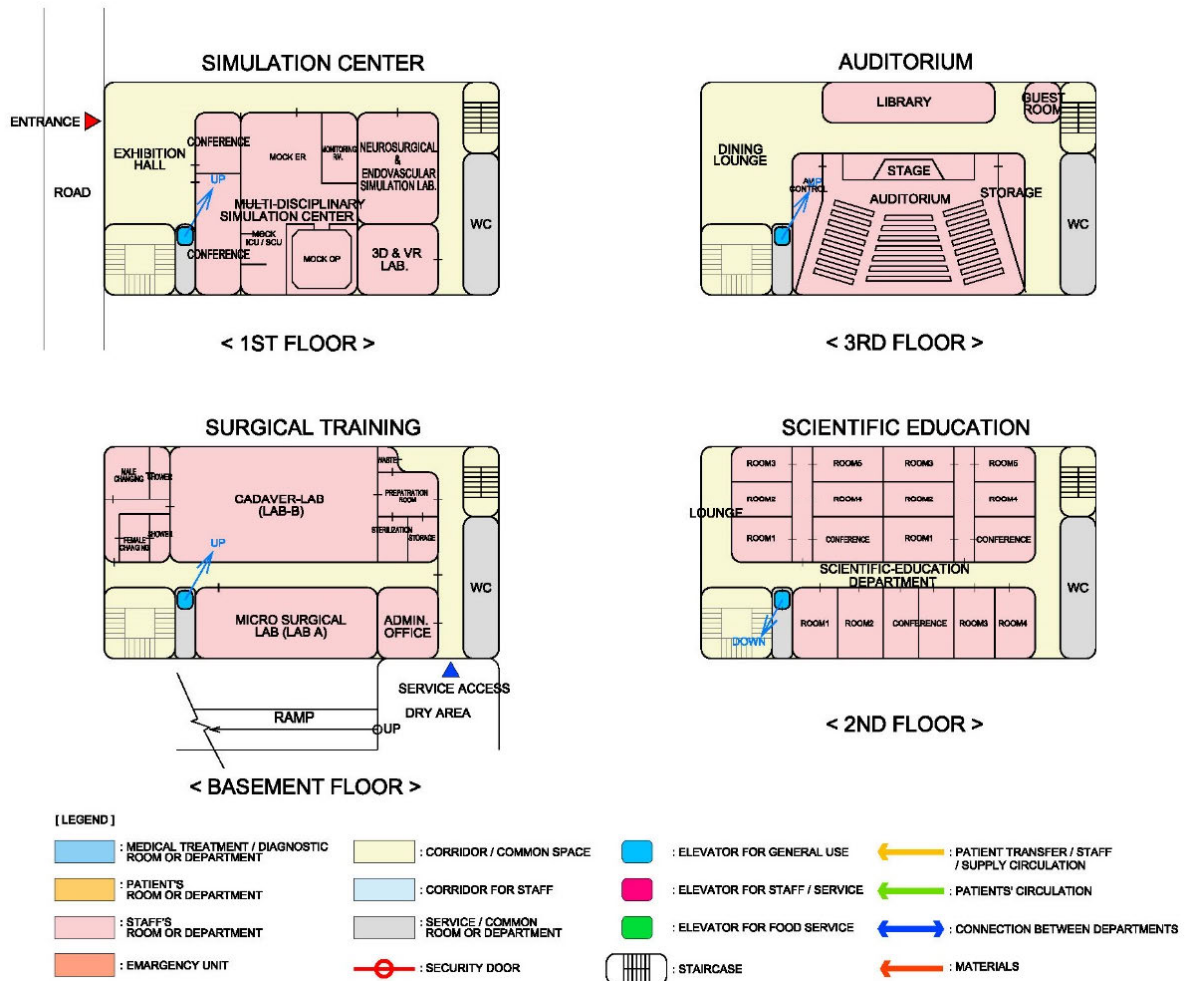 SIMULATION CENTER
ENTRANCE
EXHIBITION
HALL
ROAD
CONFERENCE
UP
CONFERENCE
MOCK ER
MONITORING
RM.
NEUROSURGICAL
&
ENDOVASCULAR
SIMULATION LAB.
MULTI-DISCIPLINARY
SIMULATION CENTER
MOCK
ICU / SCU
MOCK OP
3D & VR
LAB.
WC
< 1ST FLOOR >
AUDITORIUM
LIBRARY
GUEST
ROOM
DINING
LOUNGE
STAGE
AV
CONTROL
UP
AUDITORIUM
STORAGE
WC
< 3RD FLOOR >
SURGICAL TRAINING
MALE
CHANGING
SHOWER
CADAVER-LAB
(LAB-B)
WASTE
PREPATRATION
ROOM
FEMALE
CHANGING
SHOWER
STERILIZATION
STORAGE
UP
MICRO SURGICAL
LAB (LAB A)
ADMIN.
OFFICE
WC
SERVICE ACCESS
DRY AREA
RAMP
UP
< BASEMENT FLOOR >
SCIENTIFIC EDUCATION
ROOM3
ROOM5
ROOM3
ROOM5
LOUNGE
ROOM2
ROOM4
ROOM2
ROOM4
ROOM1
CONFERENCE
ROOM1
CONFERENCE
SCIENTIFIC-EDUCATION
DEPARTMENT
DOWN
ROOM1
ROOM2
CONFERENCE
ROOM3
ROOM4
WC
< 2ND FLOOR >
[ LEGEND ]
: MEDICAL TREATMENT / DIAGNOSTIC
ROOM OR DEPARTMENT
: PATIENT'S
ROOM OR DEPARTMENT
: STAFF'S
ROOM OR DEPARTMENT
: EMARGENCY UNIT
: CORRIDOR / COMMON SPACE
: CORRIDOR FOR STAFF
: SERVICE / COMMON
ROOM OR DEPARTMENT
: SECURITY DOOR
: ELEVATOR FOR GENERAL USE
: ELEVATOR FOR STAFF / SERVICE
: ELEVATOR FOR FOOD SERVICE
: STAIRCASE
: PATIENT TRANSFER / STAFF
/ SUPPLY CIRCULATION
: PATIENTS' CIRCULATION
: CONNECTION BETWEEN DEPARTMENTS
: MATERIALS